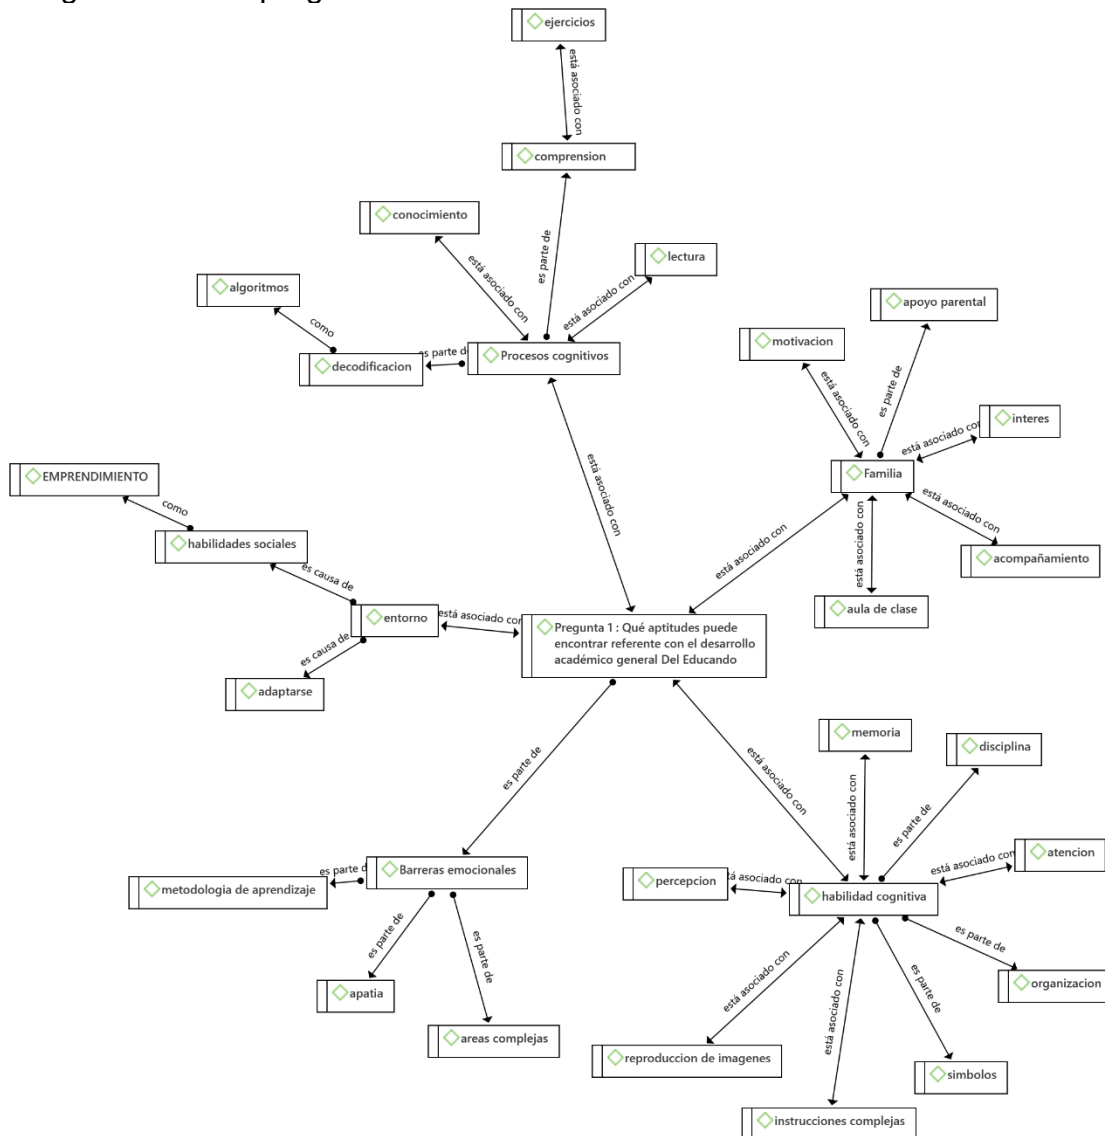 ejercicios
está asociado con
comprension
conocimiento
es parte de
lectura
está asociado con
está asociado con
algoritmos
como
decodificacion
es parte de
Procesos cognitivos
apoyo parental
motivacion
es parte de
está asociado con
interes
está asociado con
Familia
está asociado con
acompañamiento
está asociado con
aula de clase
está asociado con
está asociado con
EMPRENDIMIENTO
como
habilidades sociales
es causa de
entorno
está asociado con
es causa de
adaptarse
Pregunta 1 : Qué aptitudes puede
encontrar referente con el desarrollo
académico general Del Educando
es parte de
está asociado con
memoria
disciplina
está asociado con
es parte de
atencion
está asociado con
percepcion
está asociado con
habilidad cognitiva
es parte de
organizacion
es parte de
simbolos
está asociado con
reproduccion de imagenes
está asociado con
instrucciones complejas
Barreras emocionales
es parte d
metodologia de aprendizaje
es parte de
apatia
es parte de
areas complejas